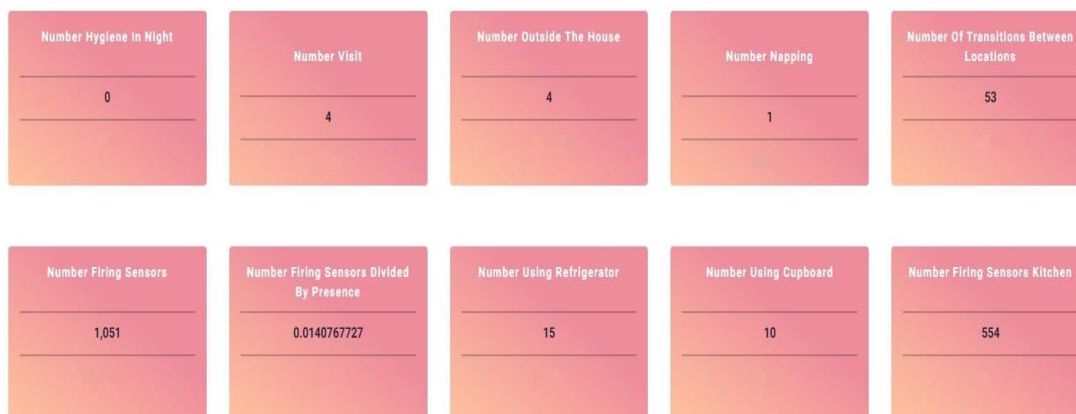 Number Hygiene In Night
0
Number Visit
4
Number Outside The House
4
Number Napping
1
Number Of Transitions Between
Locations
53
Number Firing Sensors
1,051
Number Firing Sensors Divided
By Presence
0.0140767727
Number Using Refrigerator
15
Number Using Cupboard
10
Number Firing Sensors Kitchen
554